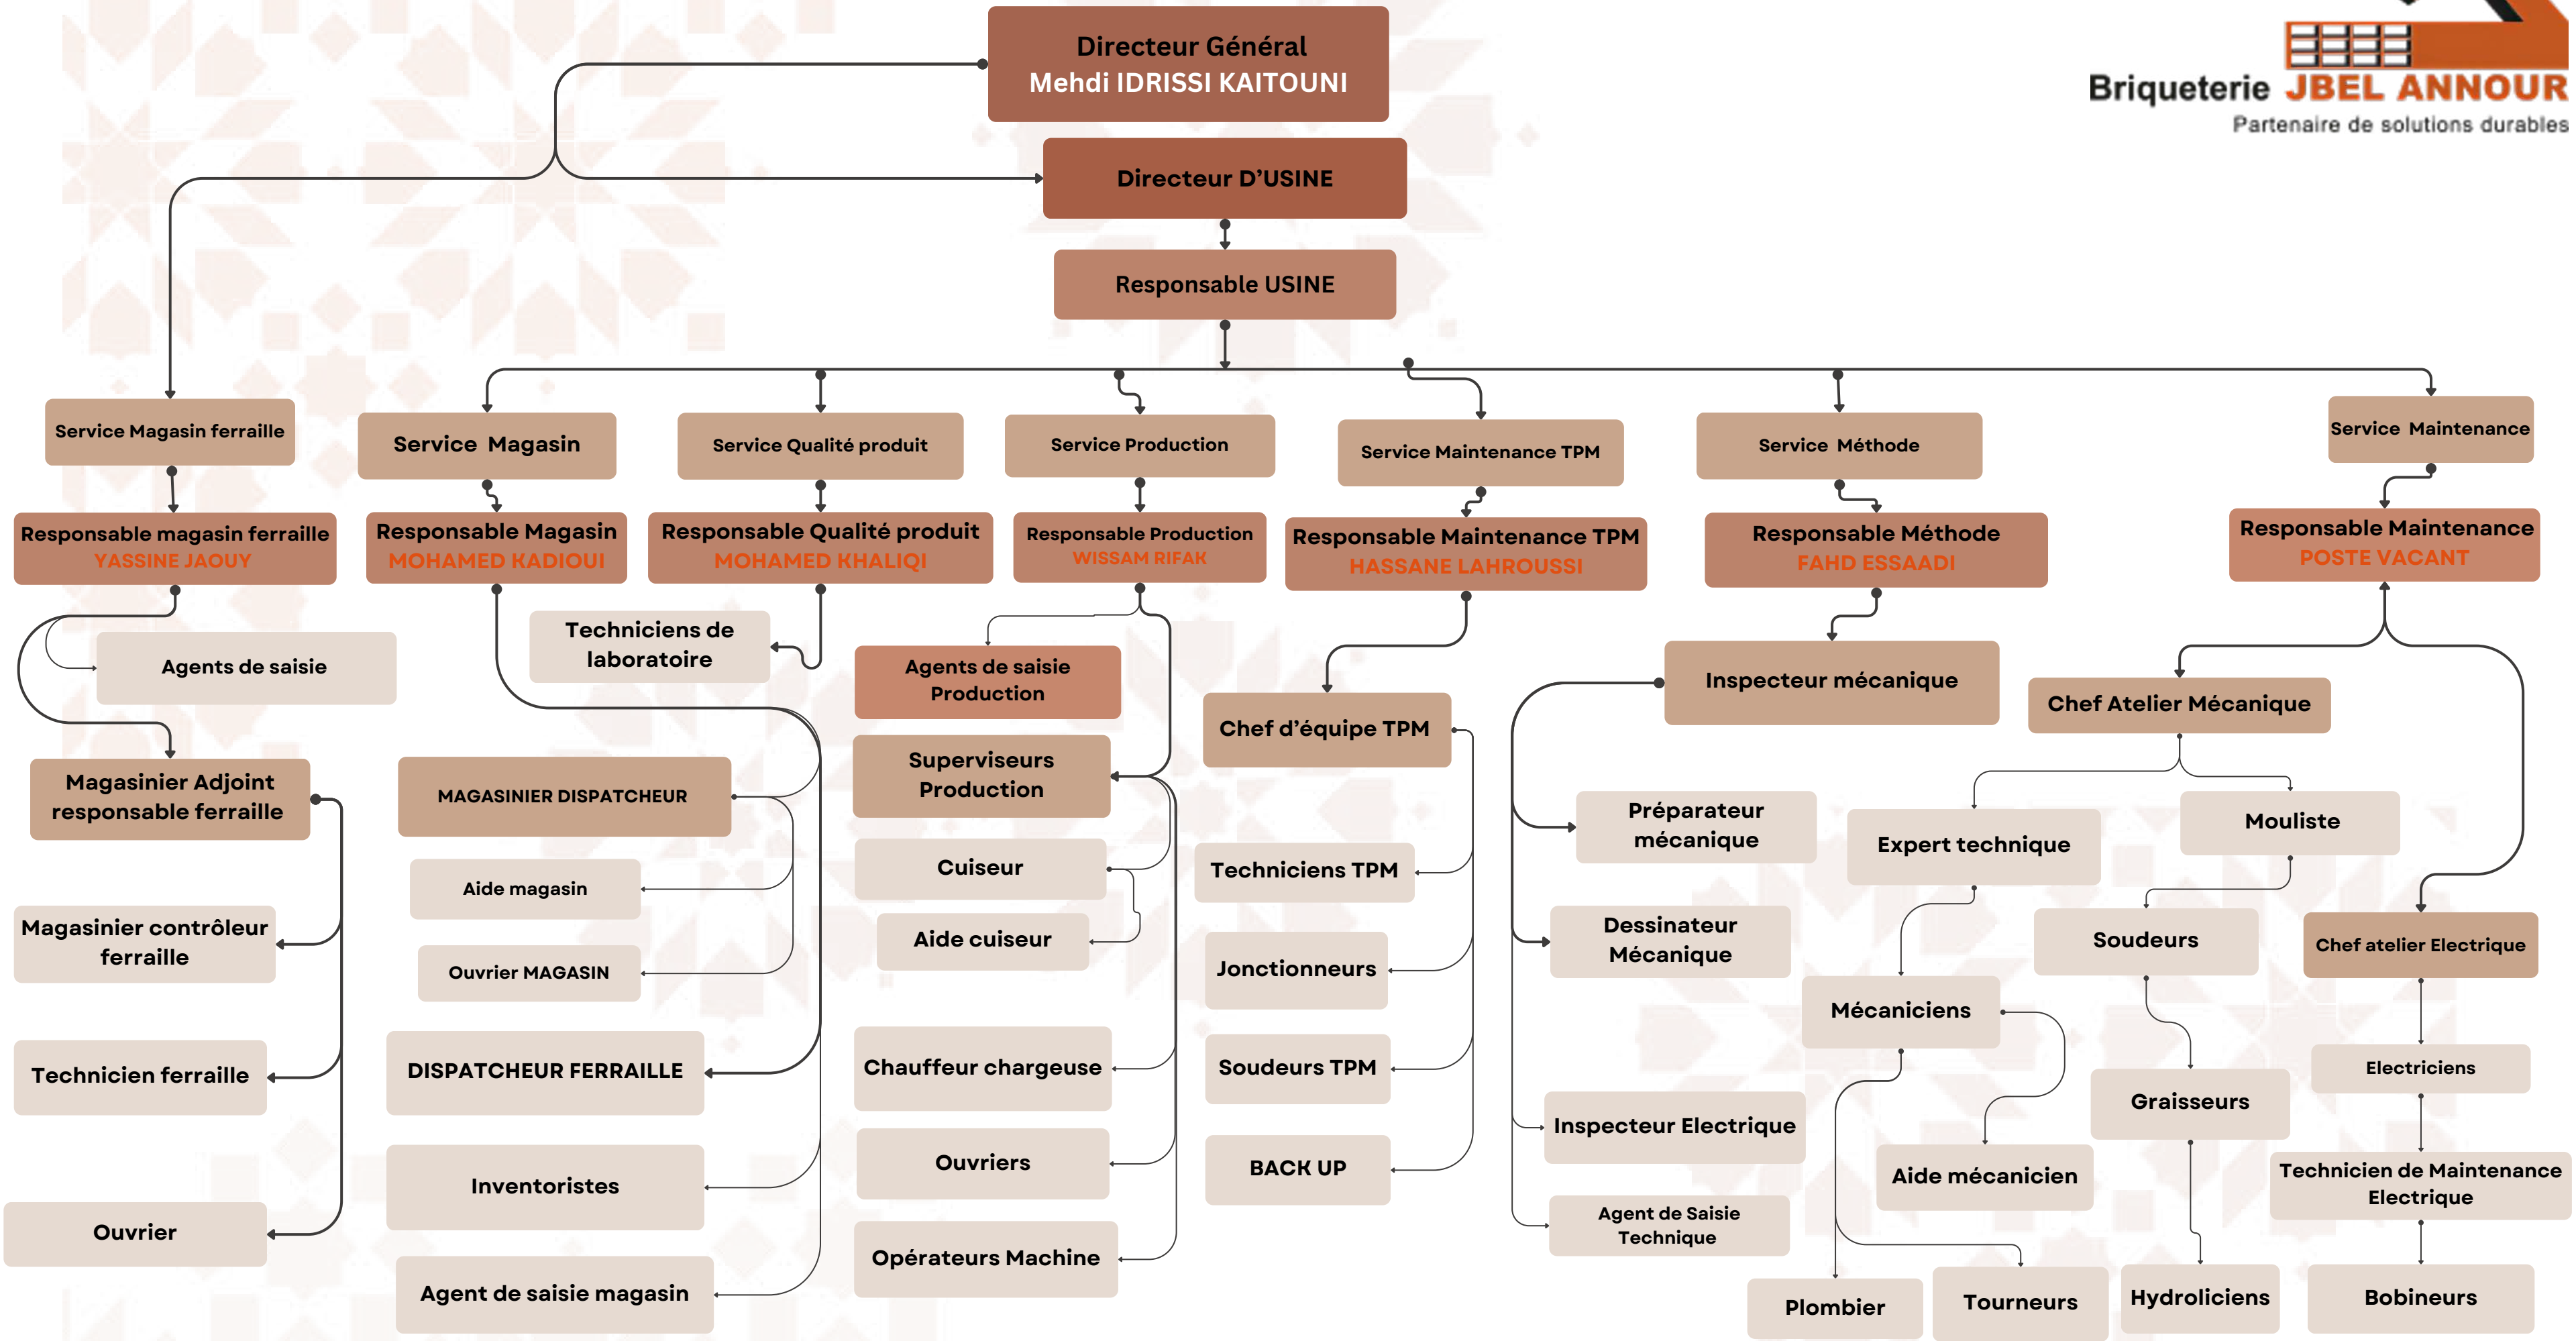 Directeur Général
Mehdi IDRISSI KAITOUNI
Briqueterie JBEL ANNOUR
Partenaire de solutions durables
Directeur D’USINE
Responsable USINE
Service Magasin ferraille
Service Magasin
Service Qualité produit
Service Production
Service Maintenance TPM
Service Méthode
Service Maintenance
Responsable magasin ferraille
YASSINE JAOUY
Responsable Magasin
MOHAMED KADIOUI
Responsable Qualité produit
MOHAMED KHALIQI
Responsable Production
WISSAM RIFAK
Responsable Maintenance TPM
HASSANE LAHROUSSI
Responsable Méthode
FAHD ESSAADI
Responsable Maintenance
POSTE VACANT
Agents de saisie
Magasinier Adjoint
responsable ferraille
Magasinier contrôleur
ferraille
Technicien ferraille
Ouvrier
Techniciens de
laboratoire
MAGASINIER DISPATCHEUR
Aide magasin
Ouvrier MAGASIN
DISPATCHEUR FERRAILLE
Inventoristes
Agent de saisie magasin
Agents de saisie
Production
Superviseurs
Production
Cuiseur
Aide cuiseur
Chauffeur chargeuse
Ouvriers
Opérateurs Machine
Chef d’équipe TPM
Techniciens TPM
Jonctionneurs
Soudeurs TPM
BACK UP
Inspecteur mécanique
Préparateur
mécanique
Dessinateur
Mécanique
Inspecteur Electrique
Agent de Saisie
Technique
Chef Atelier Mécanique
Expert technique
Mouliste
Mécaniciens
Soudeurs
Aide mécanicien
Graisseurs
Plombier
Tourneurs
Hydroliciens
Chef atelier Electrique
Electriciens
Technicien de Maintenance
Electrique
Bobineurs